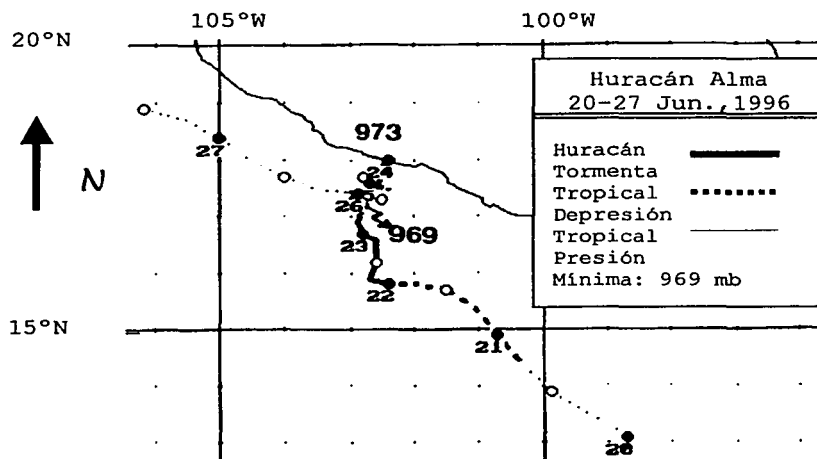 105°W 100°W
20°N
Huracán Alma
20-27 Jun.,1996
973
Huracán
Tormenta
Tropical
Depresión
Tropical
Presión
Mínima: 969 mb
N
27
24
25
26
969
23
22
15°N
21
20